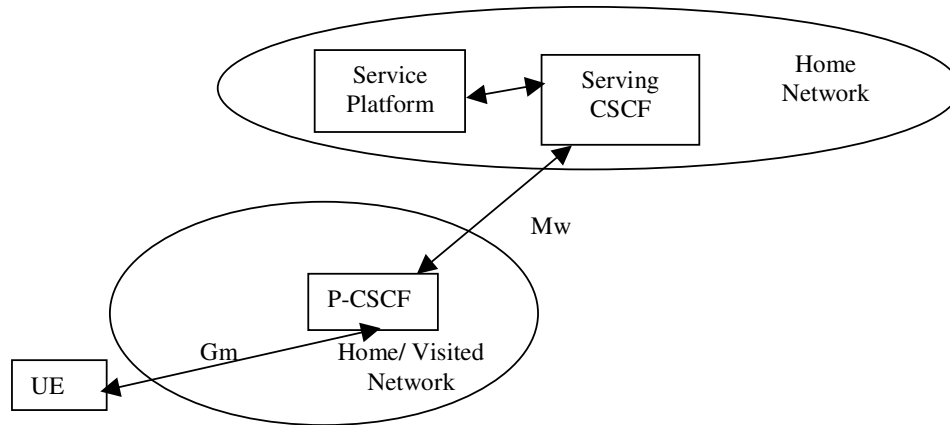 Service
Platform
Serving
CSCF
Home
Network
Mw
P-CSCF
Gm
Home/ Visited
Network
UE